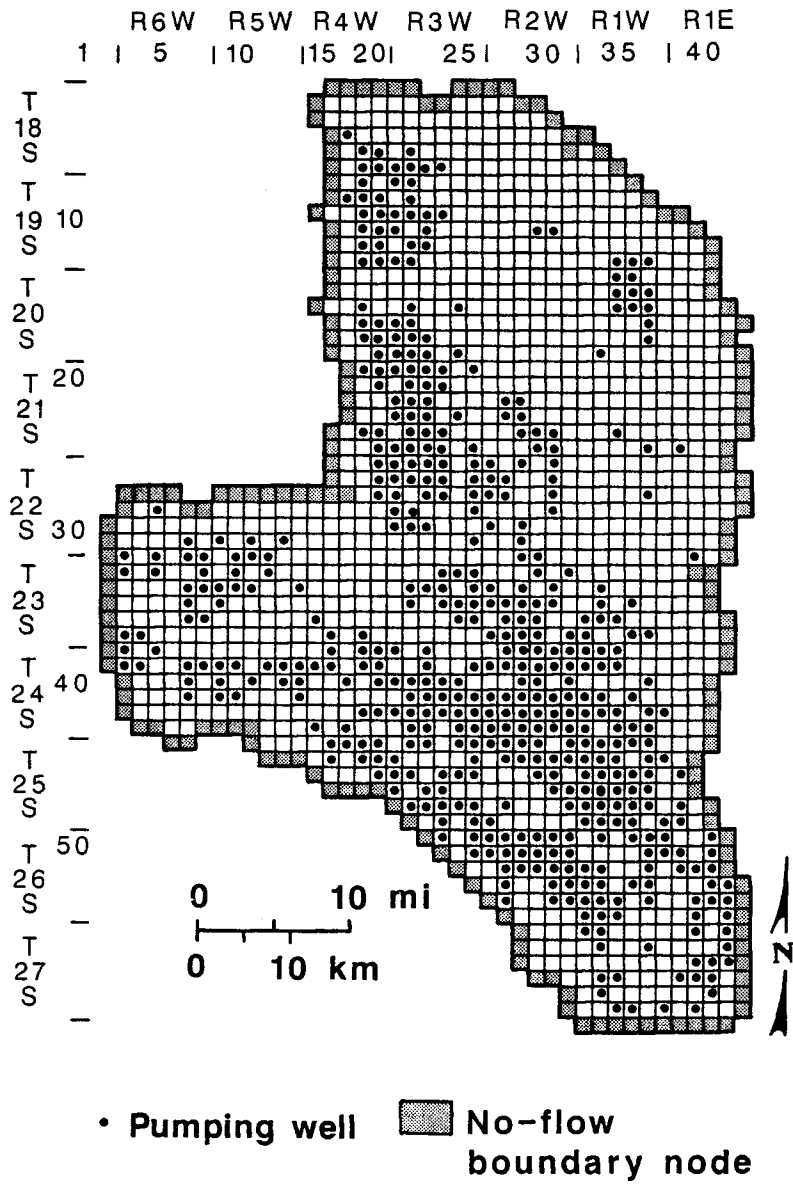 R6W R5W R4W R3W R2W R1W R1E
1 5 10 15 20 25 30 35 40
T
18
S
T
19 10
S
T
20
S
T 20
21
S
T
22
S 30
T
23
S
T
24 40
S
T
25
S
T 50
26
S
T
27
S
0 10 mi
0 10 km
N
• Pumping well
No-flow
boundary node